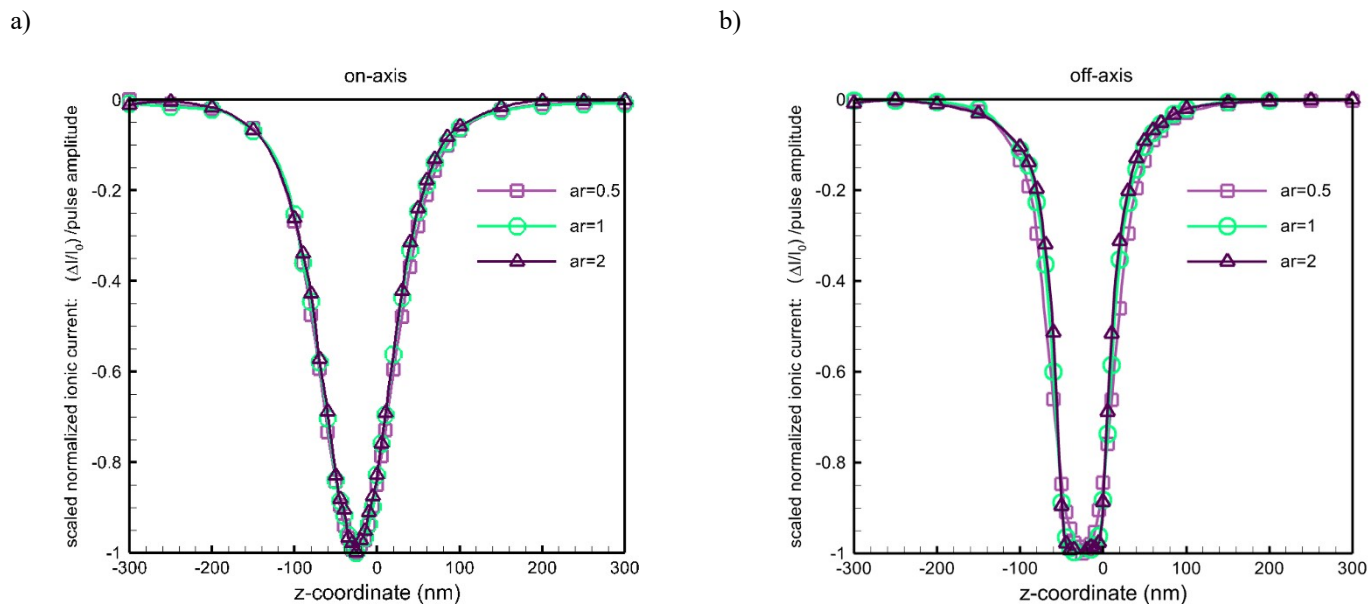 a)
on-axis
0
-0.2
-0.4
-0.6
-0.8
-1
scaled normalized ionic current: (ΔI/I₀)/pulse amplitude
ar=0.5
ar=1
ar=2
-300 -200 -100 0 100 200 300
z-coordinate (nm)
b)
off-axis
0
-0.2
-0.4
-0.6
-0.8
-1
scaled normalized ionic current: (ΔI/I₀)/pulse amplitude
ar=0.5
ar=1
ar=2
-300 -200 -100 0 100 200 300
z-coordinate (nm)